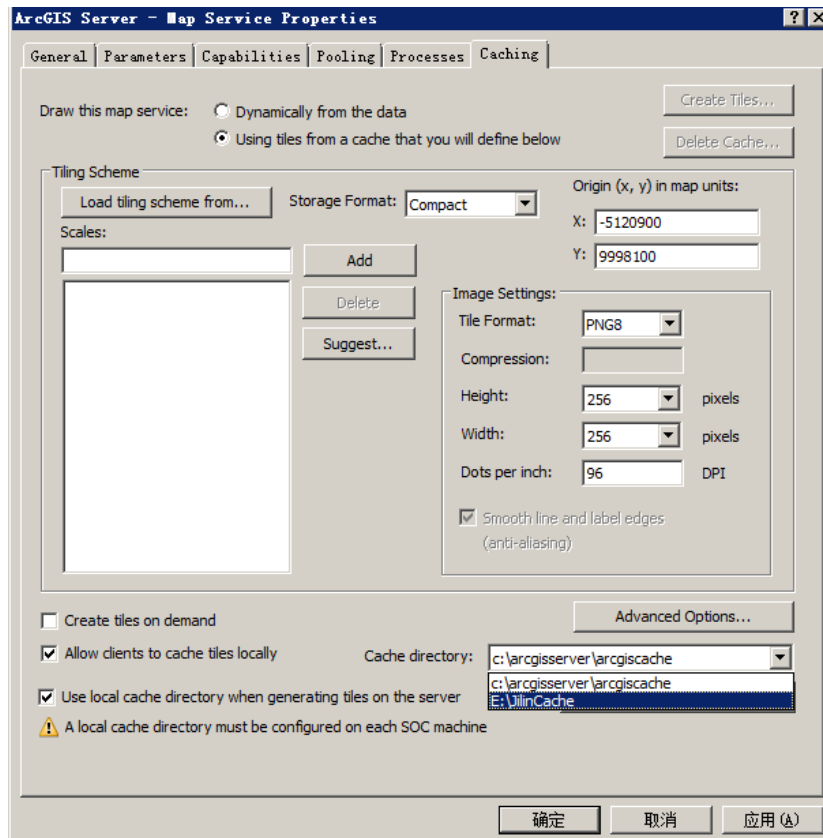 ArcGIS Server - Map Service Properties
General Parameters Capabilities Pooling Processes Caching
Draw this map service:
Dynamically from the data
Using tiles from a cache that you will define below
Create Tiles...
Delete Cache...
Tiling Scheme
Load tiling scheme from...
Storage Format: Compact
Origin (x, y) in map units:
X: -5120900
Y: 9998100
Scales:
Add
Delete
Suggest...
Image Settings:
Tile Format: PNG8
Compression:
Height: 256 pixels
Width: 256 pixels
Dots per inch: 96 DPI
Smooth line and label edges
(anti-aliasing)
Create tiles on demand
Advanced Options...
Allow clients to cache tiles locally
Cache directory: c:\arcgisserver\arcgiscache
c:\arcgisserver\arcgiscache
E:\JilinCache
Use local cache directory when generating tiles on the server
A local cache directory must be configured on each SOC machine
确定 取消 应用(A)